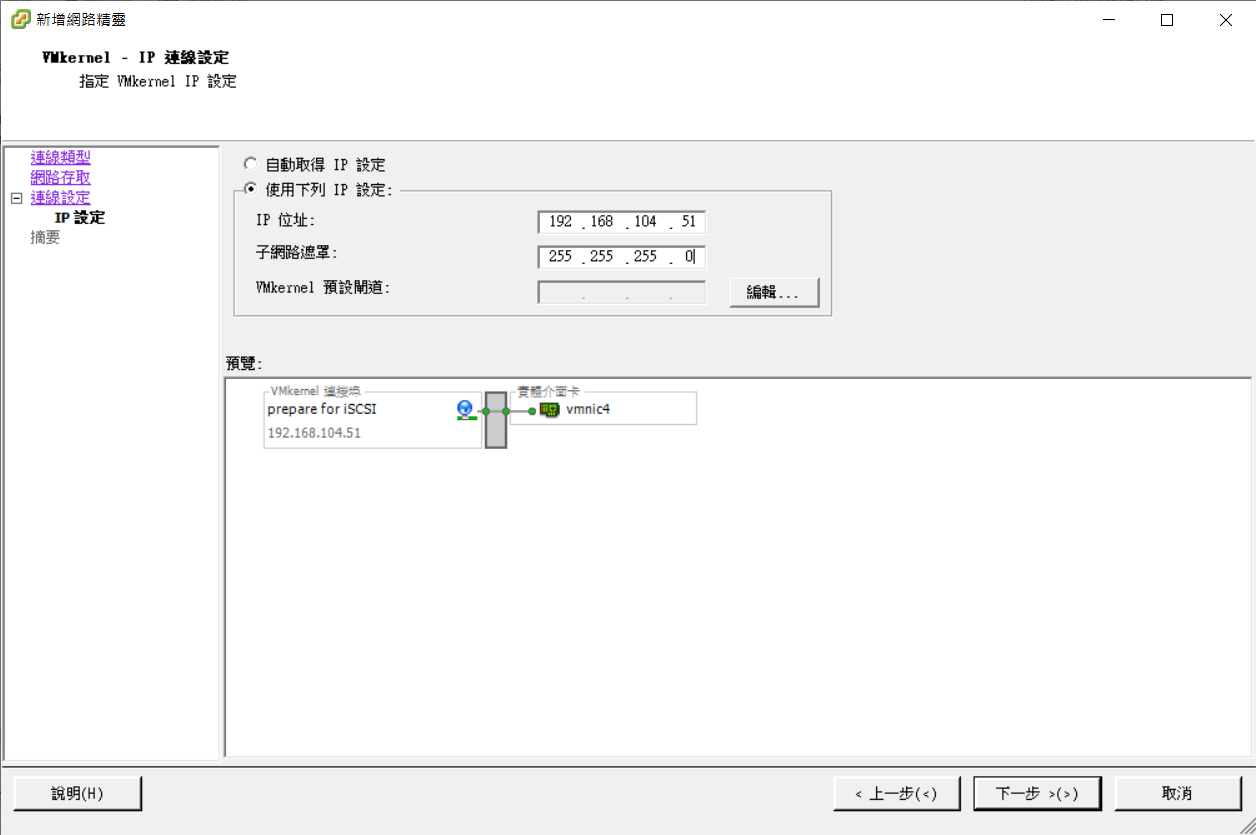 新增網路精靈
VMkernel - IP 連線設定
指定 VMkernel IP 設定
連線類型
網路存取
連線設定
IP 設定
摘要
自動取得 IP 設定
使用下列 IP 設定:
IP 位址:
192 . 168 . 104 . 51
子網路遮罩:
255 . 255 . 255 . 0
VMkernel 預設閘道:
. . .
編輯...
預覽:
VMkernel 連接埠
prepare for iSCSI
192.168.104.51
實體介面卡
vmnic4
說明(H)
< 上一步(<)
下一步 >(>)
取消